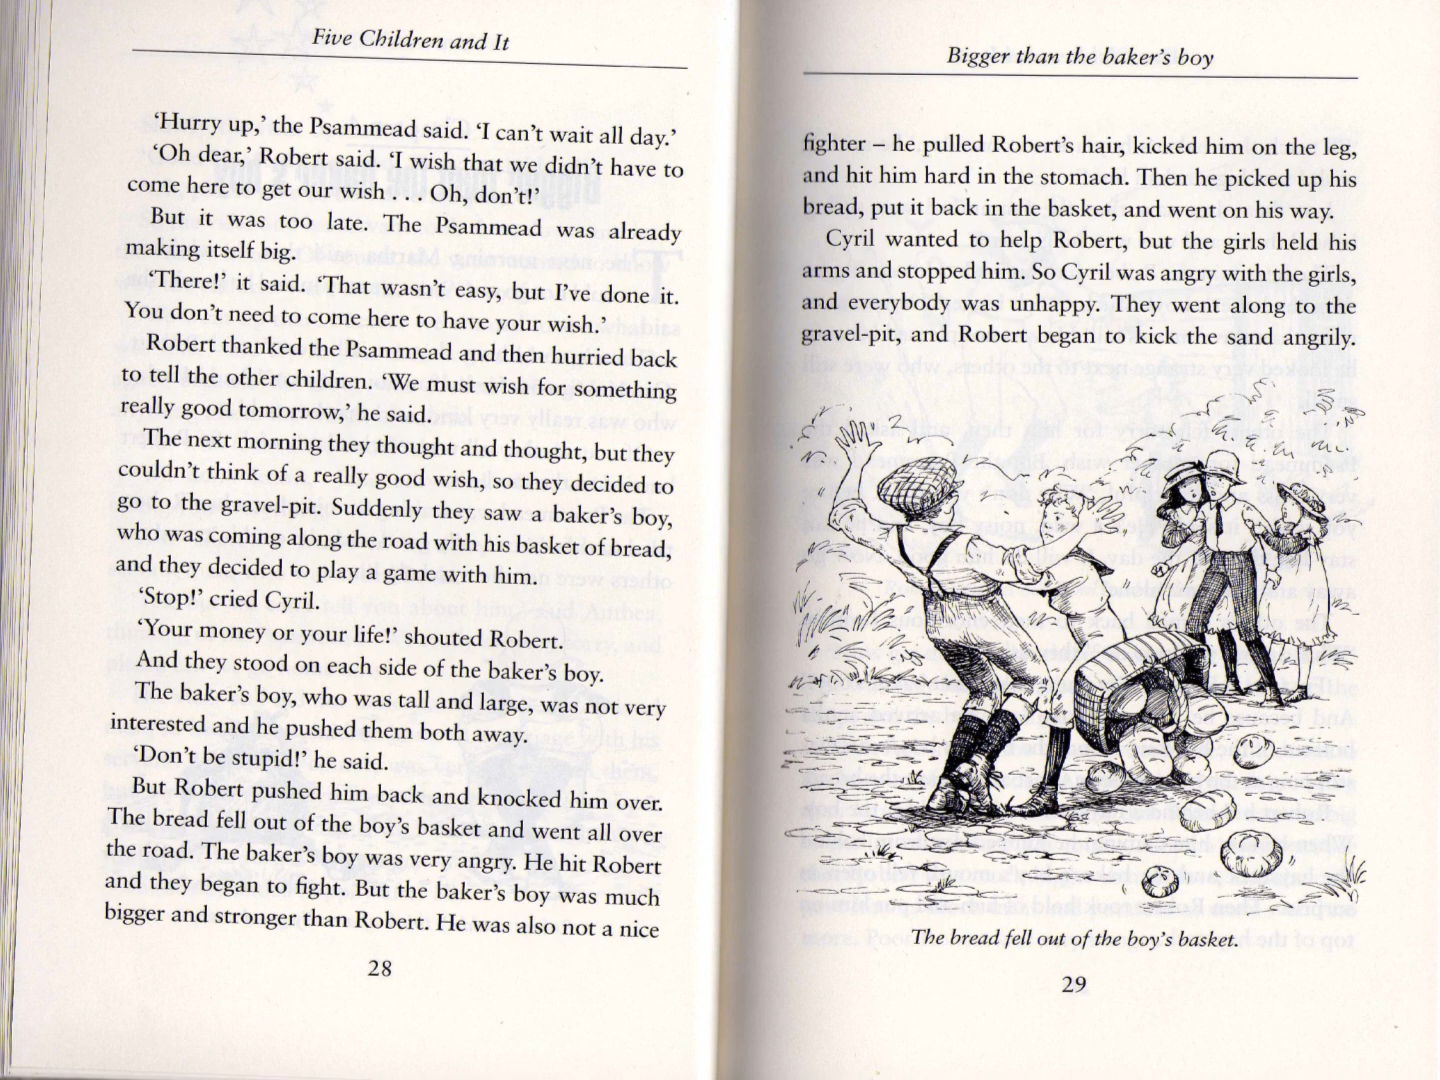 Five Children and It
‘Hurry up,’ the Psammead said. ‘I can’t wait all day.’
‘Oh dear,’ Robert said. ‘I wish that we didn’t have to
come here to get our wish . . . Oh, don’t!’
But it was too late. The Psammead was already
making itself big.
‘There!’ it said. ‘That wasn’t easy, but I’ve done it.
You don’t need to come here to have your wish.’
Robert thanked the Psammead and then hurried back
to tell the other children. ‘We must wish for something
really good tomorrow,’ he said.
The next morning they thought and thought, but they
couldn’t think of a really good wish, so they decided to
go to the gravel-pit. Suddenly they saw a baker’s boy,
who was coming along the road with his basket of bread,
and they decided to play a game with him.
‘Stop!’ cried Cyril.
‘Your money or your life!’ shouted Robert.
And they stood on each side of the baker’s boy.
The baker’s boy, who was tall and large, was not very
interested and he pushed them both away.
‘Don’t be stupid!’ he said.
But Robert pushed him back and knocked him over.
The bread fell out of the boy’s basket and went all over
the road. The baker’s boy was very angry. He hit Robert
and they began to fight. But the baker’s boy was much
bigger and stronger than Robert. He was also not a nice
28
Bigger than the baker’s boy
fighter – he pulled Robert’s hair, kicked him on the leg,
and hit him hard in the stomach. Then he picked up his
bread, put it back in the basket, and went on his way.
Cyril wanted to help Robert, but the girls held his
arms and stopped him. So Cyril was angry with the girls,
and everybody was unhappy. They went along to the
gravel-pit, and Robert began to kick the sand angrily.
The bread fell out of the boy’s basket.
29